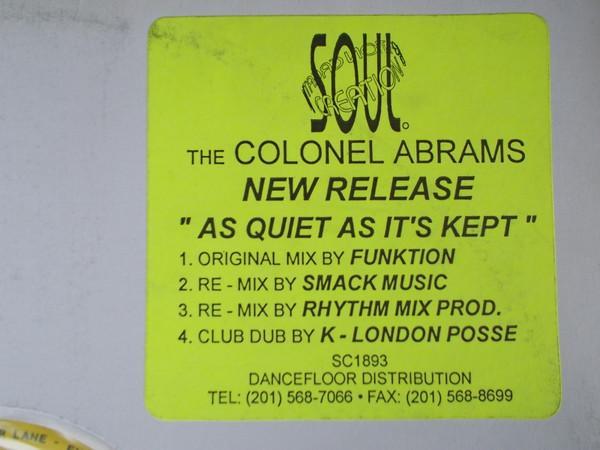 SOUL
CREATION
THE COLONEL ABRAMS
NEW RELEASE
" AS QUIET AS IT'S KEPT "
1. ORIGINAL MIX BY FUNKTION
2. RE - MIX BY SMACK MUSIC
3. RE - MIX BY RHYTHM MIX PROD.
4. CLUB DUB BY K - LONDON POSSE
SC1893
DANCEFLOOR DISTRIBUTION
TEL: (201) 568-7066 • FAX: (201) 568-8699
LANE -